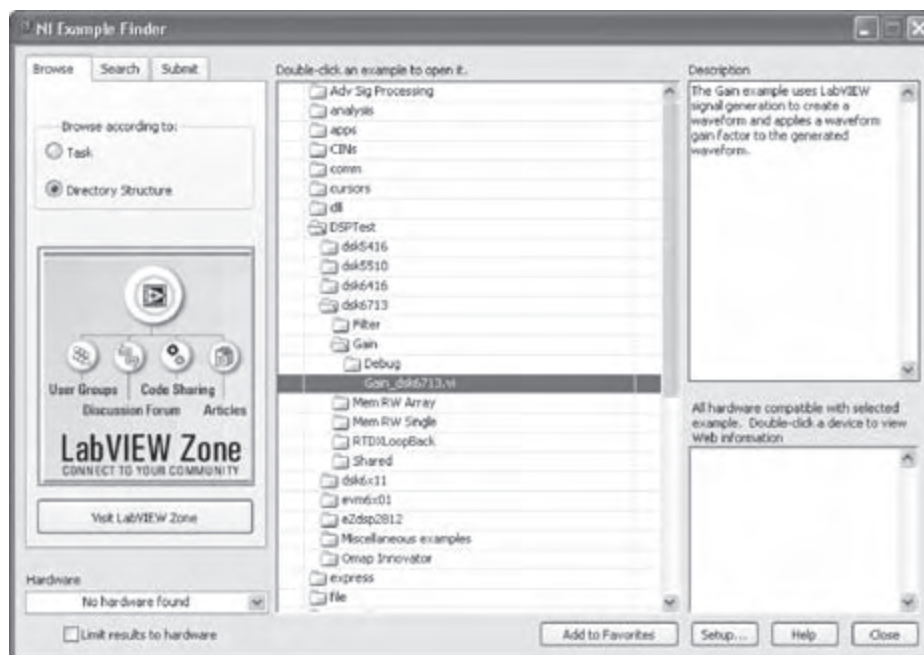 NI Example Finder
Browse
Search
Submit
Browse according to:
Task
Directory Structure
User Groups
Code Sharing
Discussion Forum
Articles
LabVIEW Zone
CONNECT TO YOUR COMMUNITY
Visit LabVIEW Zone
Hardware
No hardware found
Limit results to hardware
Double-click an example to open it.
Adv Sig Processing
analysis
apps
CINs
comm
cursors
dll
DSPTest
dsk5416
dsk5510
dsk6416
dsk6713
Filter
Gain
Debug
Gain_dsk6713.vi
Mem RW Array
Mem RW Single
RTDXLoopBack
Shared
dsk6x11
evm6x01
eZdsp2812
Miscellaneous examples
Omap Innovator
express
file
Description
The Gain example uses LabVIEW
signal generation to create a
waveform and applies a waveform
gain factor to the generated
waveform.
All hardware compatible with selected
example. Double-click a device to view
Web information
Add to Favorites
Setup...
Help
Close